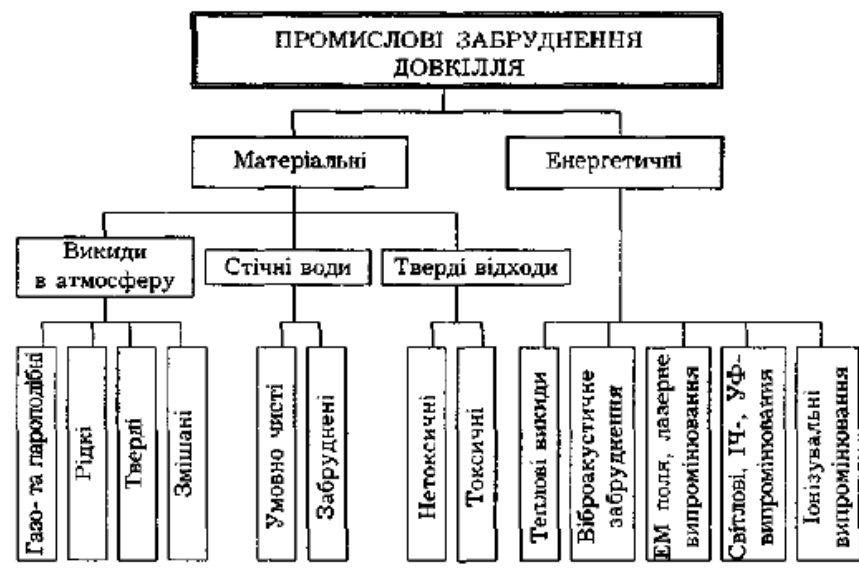 ПРОМИСЛОВІ ЗАБРУДНЕННЯ
ДОВКІЛЛЯ
Матеріальні
Енергетичні
Викиди
в атмосферу
Стічні води
Тверді відходи
Газо- та пароподібні
Рідкі
Тверді
Змішані
Умовно чисті
Забруднені
Нетоксичні
Токсичні
Теплові викиди
Віброакустичне
забруднення
ЕМ поля, лазерне
випромінювання
Світлові, ІЧ-, УФ-
випромінювання
Іонізувальні
випромінювання